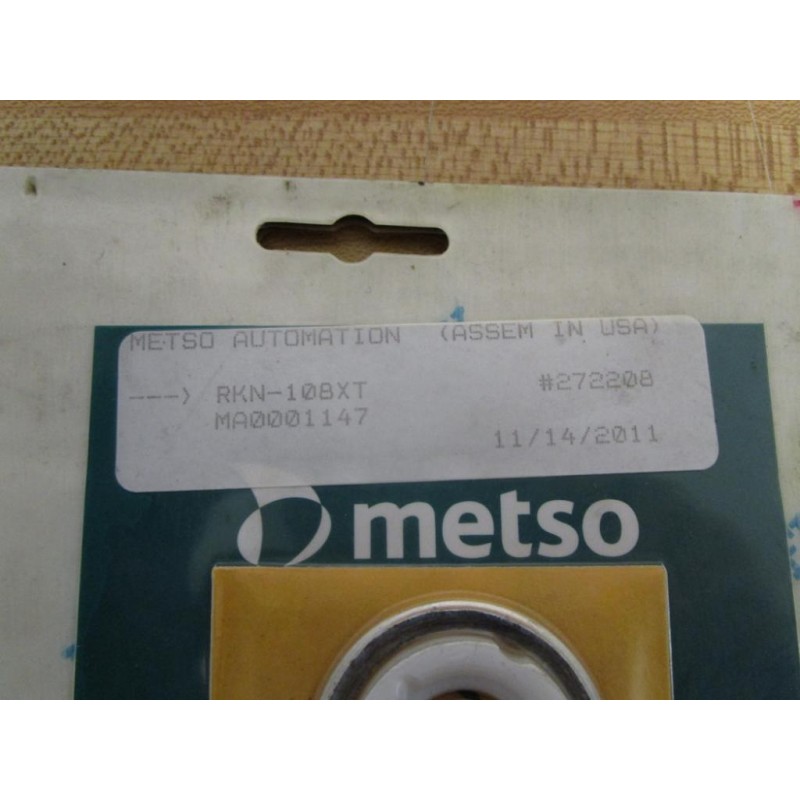 METSO AUTOMATION (ASSEM IN USA)
---> RKN-108XT #272208
MA0001147
11/14/2011
metso